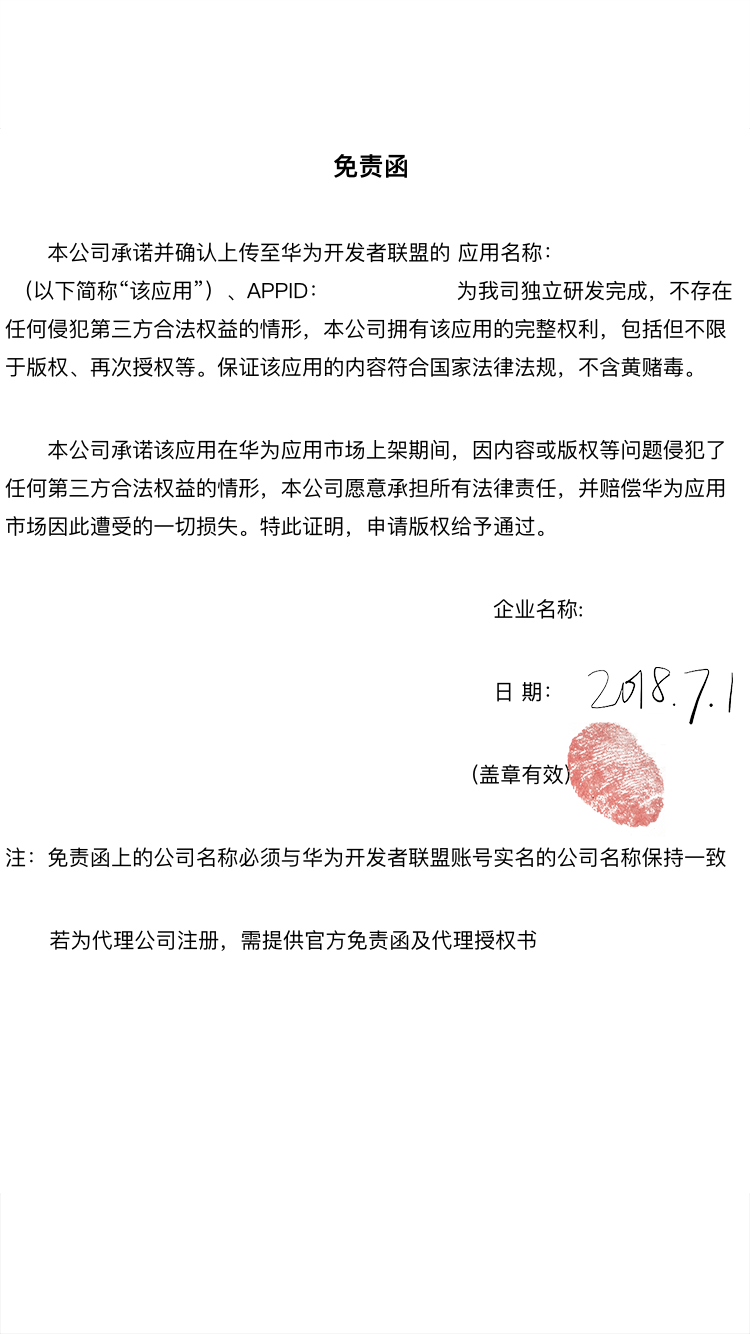 免责函
本公司承诺并确认上传至华为开发者联盟的 应用名称：
（以下简称“该应用”）、APPID： 为我司独立研发完成，不存在
任何侵犯第三方合法权益的情形，本公司拥有该应用的完整权利，包括但不限
于版权、再次授权等。保证该应用的内容符合国家法律法规，不含黄赌毒。
本公司承诺该应用在华为应用市场上架期间，因内容或版权等问题侵犯了
任何第三方合法权益的情形，本公司愿意承担所有法律责任，并赔偿华为应用
市场因此遭受的一切损失。特此证明，申请版权给予通过。
企业名称:
日 期： 2018.7.1
（盖章有效）
注：免责函上的公司名称必须与华为开发者联盟账号实名的公司名称保持一致
若为代理公司注册，需提供官方免责函及代理授权书